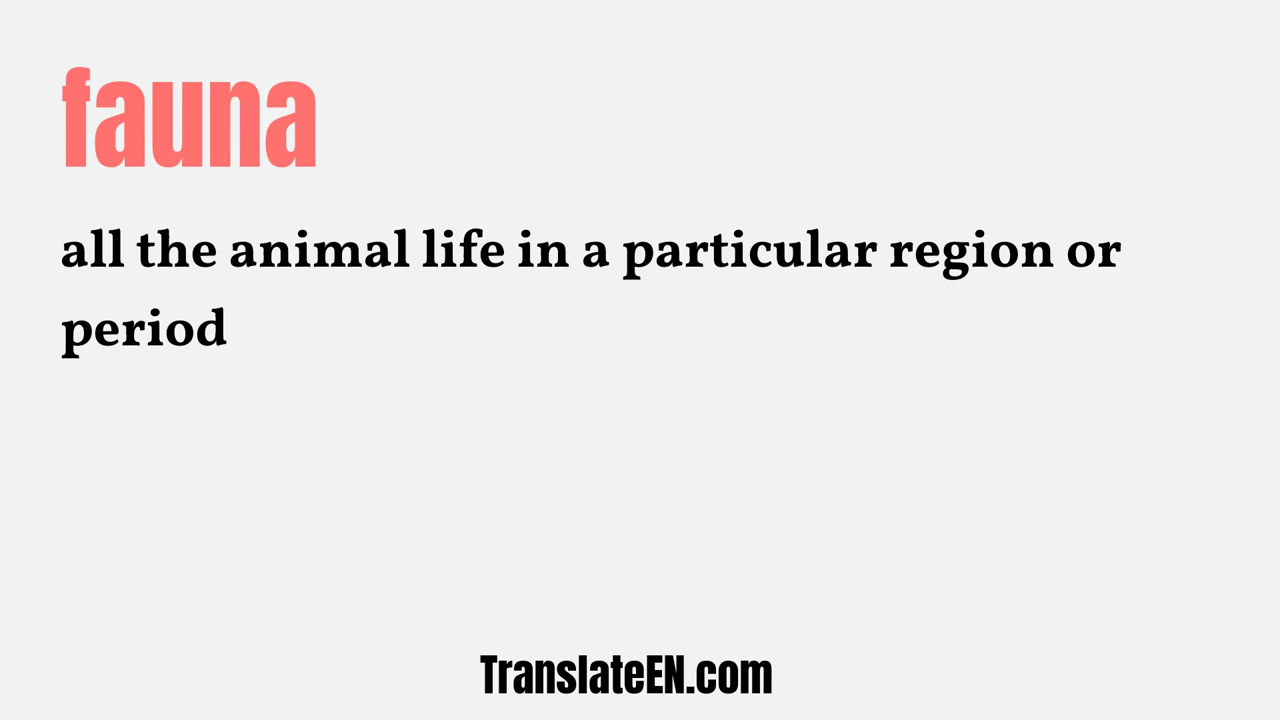 fauna
all the animal life in a particular region or
period
TranslateEN.com